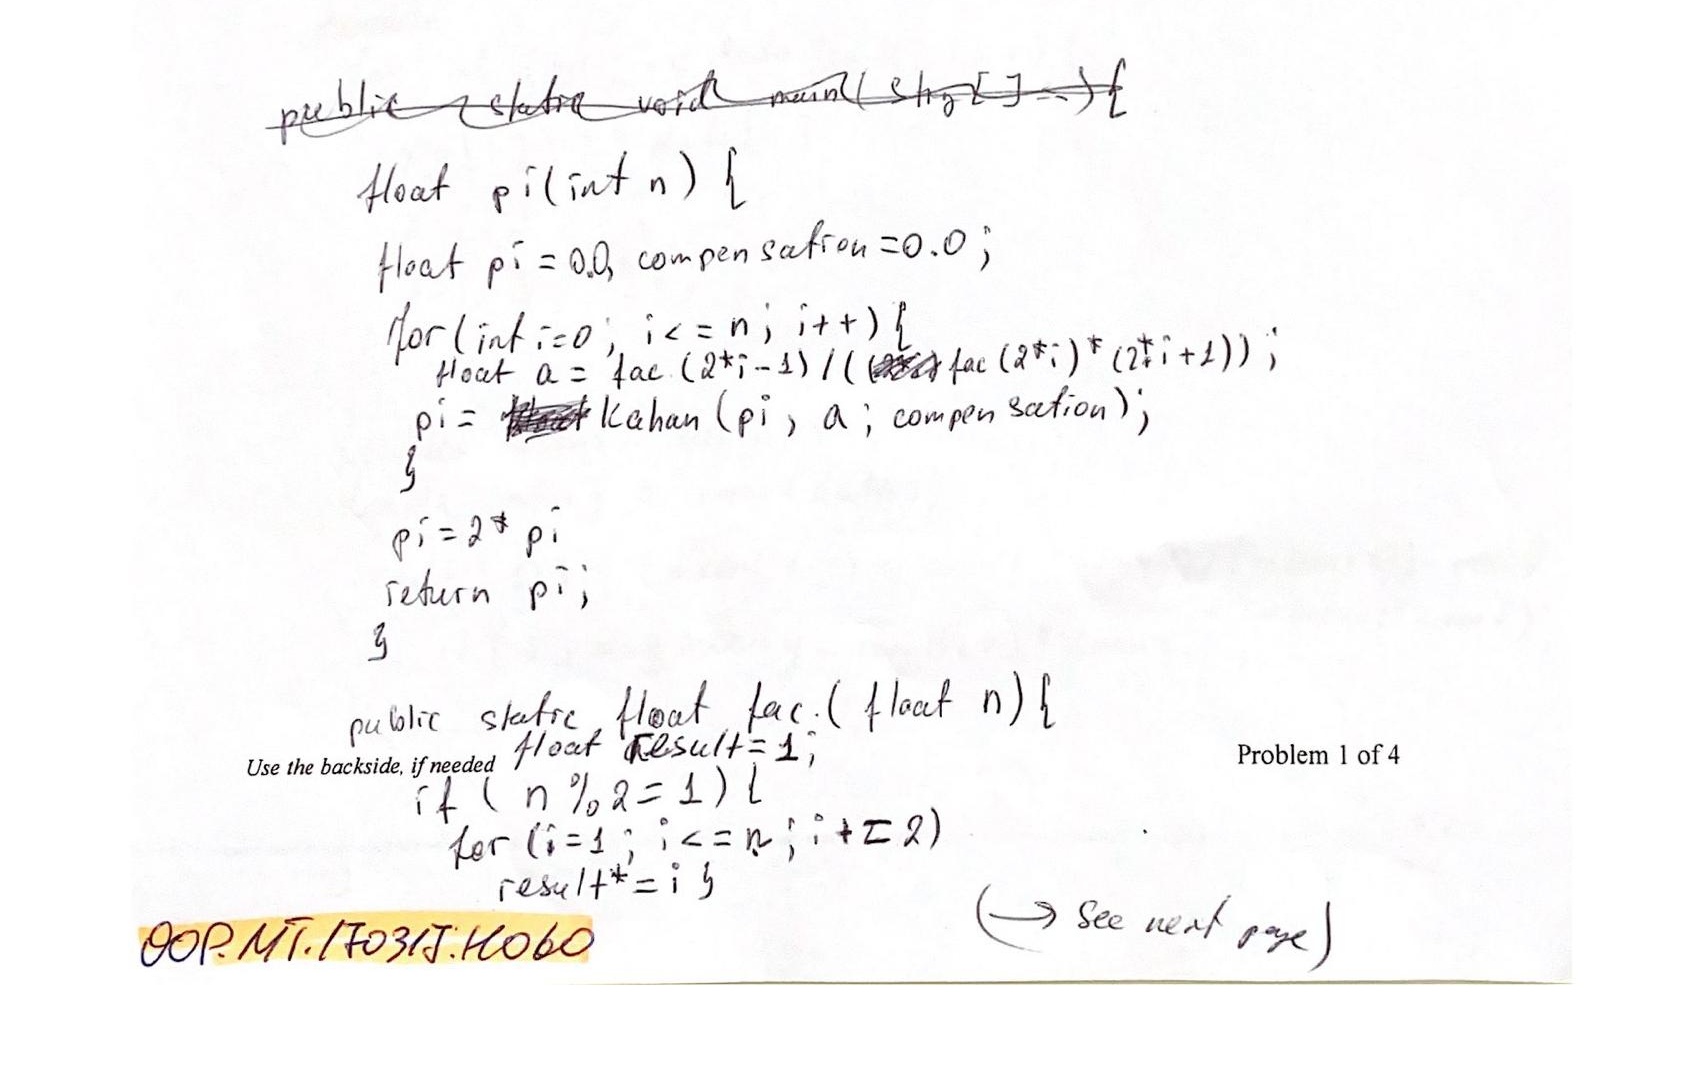 public static void main(Strg[]...){
float pi(int n) {
float pi = 0.0, compensation = 0.0 ;
for (int i=0 ; i<=n ; i++) {
float a = fac (2*i-1) / ( ( fac (2*i) * (2*i+1)) ;
pi = Kahan (pi , a ; compensation) ;
}
pi = 2* pi
return pi ;
}
public static float fac.( float n) {
float result = 1 ;
Use the backside, if needed
Problem 1 of 4
if ( n % 2 = 1) {
for (i=1 ; i<=n ; i+=2)
result* = i }
(→ See next page)
OOP.MT.170317.H060